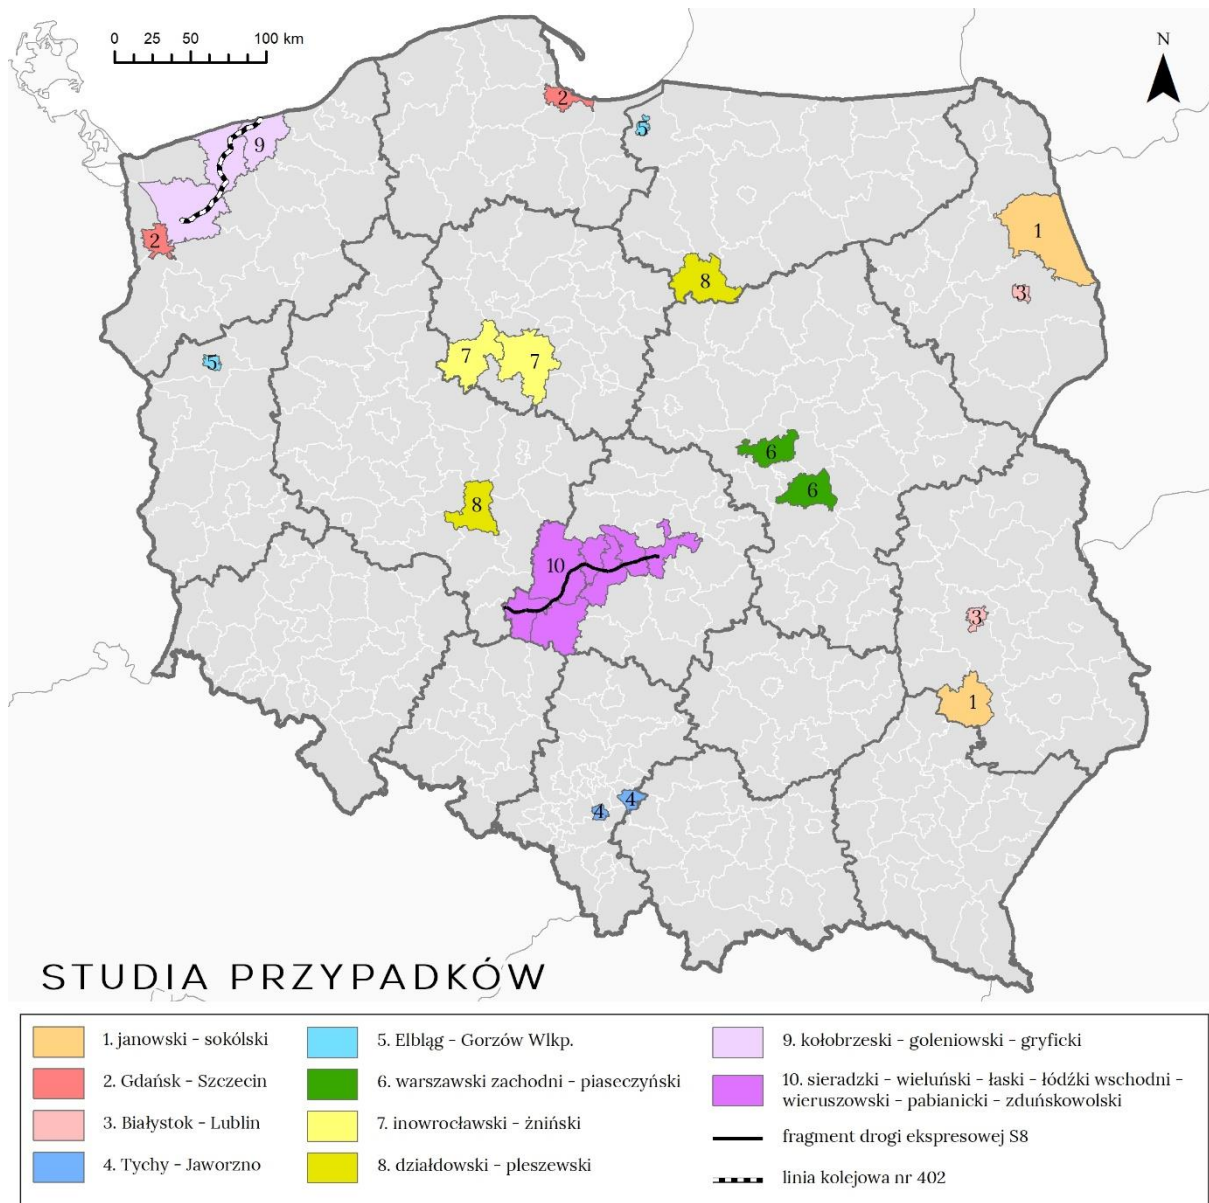 0 25 50 100 km
N
2
5
9
1
2
3
8
7
7
5
6
6
8
10
3
1
4
4
STUDIA PRZYPADKÓW
1. janowski - sokólski
2. Gdańsk - Szczecin
3. Białystok - Lublin
4. Tychy - Jaworzno
5. Elbląg - Gorzów Wlkp.
6. warszawski zachodni - piaseczyński
7. inowrocławski - żniński
8. działdowski - pleszewski
9. kołobrzeski - goleniowski - gryficki
10. sieradzki - wieluński - łaski - łódźki wschodni -
wieruszowski - pabianicki - zduńskowolski
fragment drogi ekspresowej S8
linia kolejowa nr 402